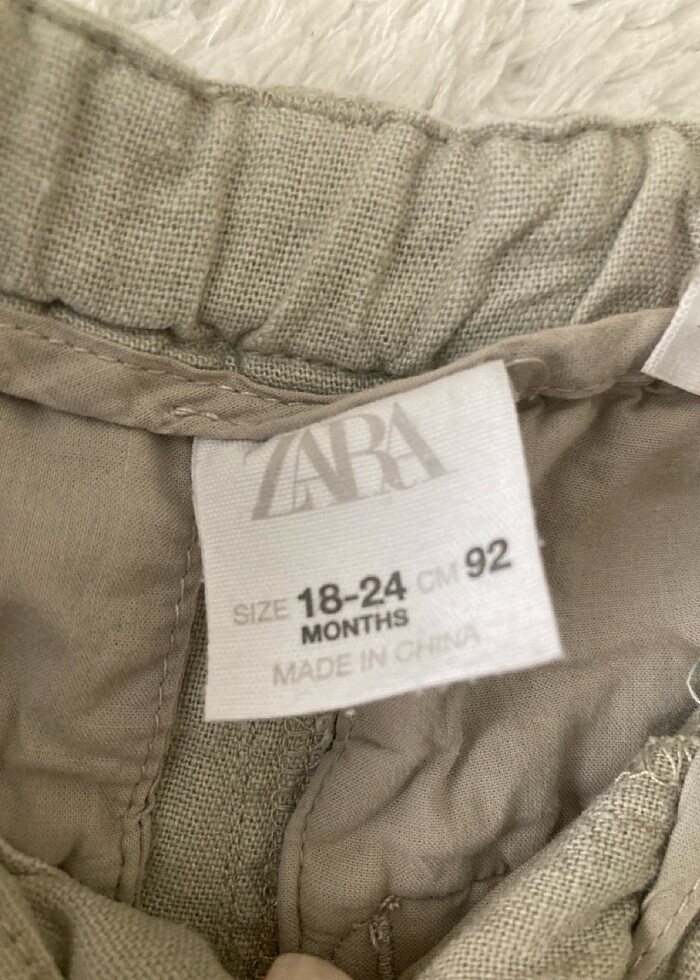 ZARA
SIZE 18-24 CM 92
MONTHS
MADE IN CHINA